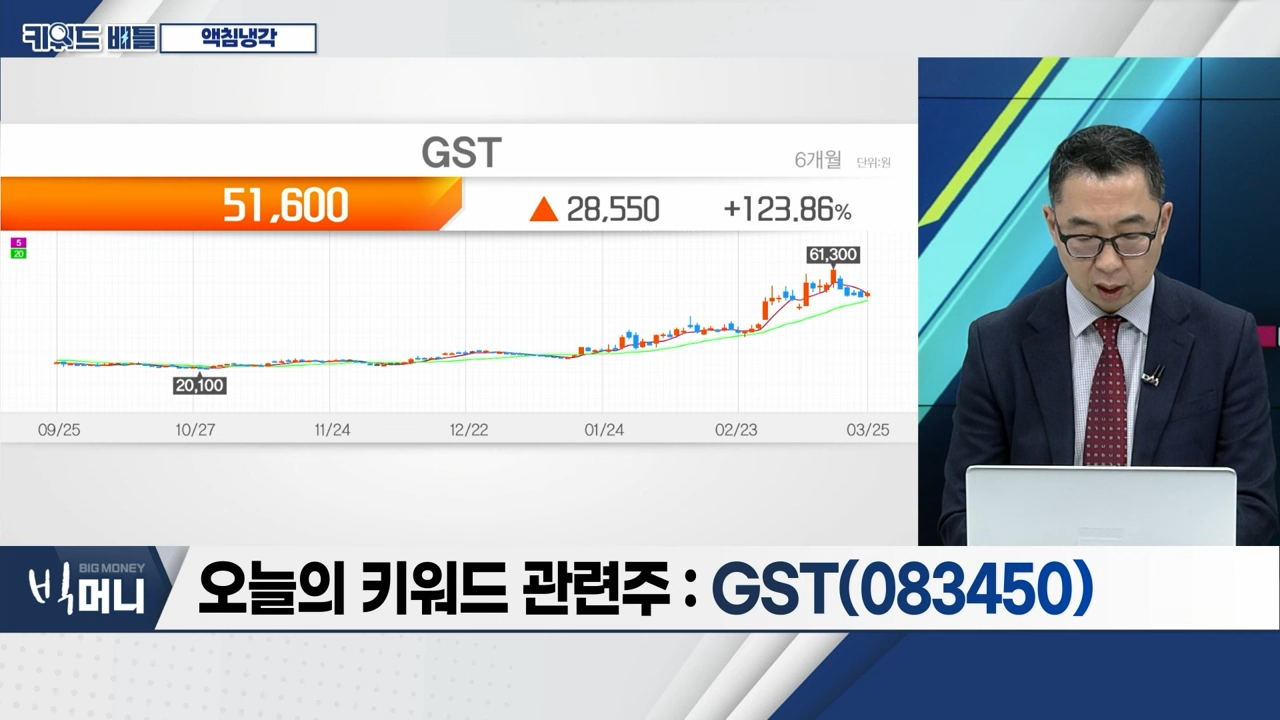 키워드 배틀
액침냉각
GST
6개월 단위:원
51,600 ▲ 28,550 +123.86%
5
20
61,300
20,100
09/25 10/27 11/24 12/22 01/24 02/23 03/25
빅머니 BIG MONEY
오늘의 키워드 관련주 : GST(083450)